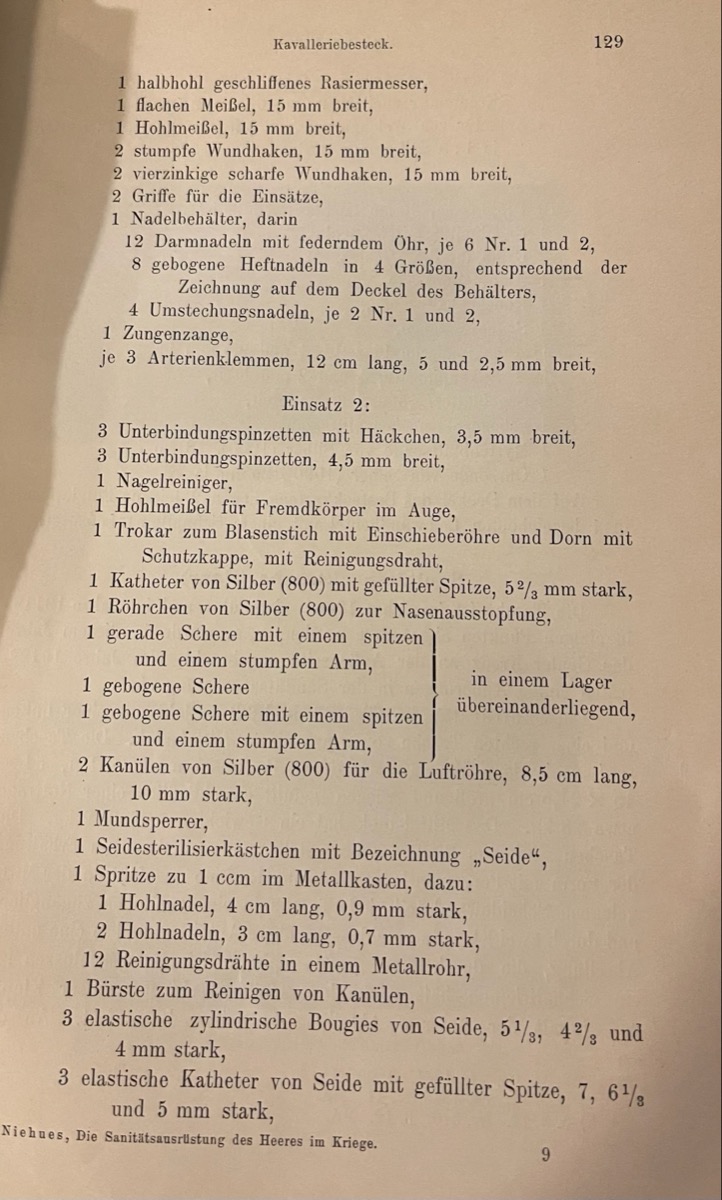 Kavalleriebesteck. 129
1 halbhohl geschliffenes Rasiermesser,
1 flachen Meißel, 15 mm breit,
1 Hohlmeißel, 15 mm breit,
2 stumpfe Wundhaken, 15 mm breit,
2 vierzinkige scharfe Wundhaken, 15 mm breit,
2 Griffe für die Einsätze,
1 Nadelbehälter, darin
12 Darmnadeln mit federndem Öhr, je 6 Nr. 1 und 2,
8 gebogene Heftnadeln in 4 Größen, entsprechend der
Zeichnung auf dem Deckel des Behälters,
4 Umstechungsnadeln, je 2 Nr. 1 und 2,
1 Zungenzange,
je 3 Arterienklemmen, 12 cm lang, 5 und 2,5 mm breit,
Einsatz 2:
3 Unterbindungspinzetten mit Häckchen, 3,5 mm breit,
3 Unterbindungspinzetten, 4,5 mm breit,
1 Nagelreiniger,
1 Hohlmeißel für Fremdkörper im Auge,
1 Trokar zum Blasenstich mit Einschieberöhre und Dorn mit
Schutzkappe, mit Reinigungsdraht,
1 Katheter von Silber (800) mit gefüllter Spitze, 5 2/3 mm stark,
1 Röhrchen von Silber (800) zur Nasenausstopfung,
1 gerade Schere mit einem spitzen
und einem stumpfen Arm,
1 gebogene Schere
1 gebogene Schere mit einem spitzen
und einem stumpfen Arm,
in einem Lager
übereinanderliegend,
2 Kanülen von Silber (800) für die Luftröhre, 8,5 cm lang,
10 mm stark,
1 Mundsperrer,
1 Seidesterilisierkästchen mit Bezeichnung „Seide“,
1 Spritze zu 1 ccm im Metallkasten, dazu:
1 Hohlnadel, 4 cm lang, 0,9 mm stark,
2 Hohlnadeln, 3 cm lang, 0,7 mm stark,
12 Reinigungsdrähte in einem Metallrohr,
1 Bürste zum Reinigen von Kanülen,
3 elastische zylindrische Bougies von Seide, 5 1/3, 4 2/3 und
4 mm stark,
3 elastische Katheter von Seide mit gefüllter Spitze, 7, 6 1/3
und 5 mm stark,
Niehues, Die Sanitätsausrüstung des Heeres im Kriege. 9